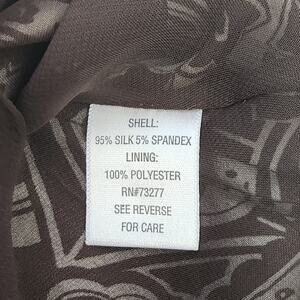 SHELL:
95% SILK 5% SPANDEX
LINING:
100% POLYESTER
RN#73277
SEE REVERSE
FOR CARE